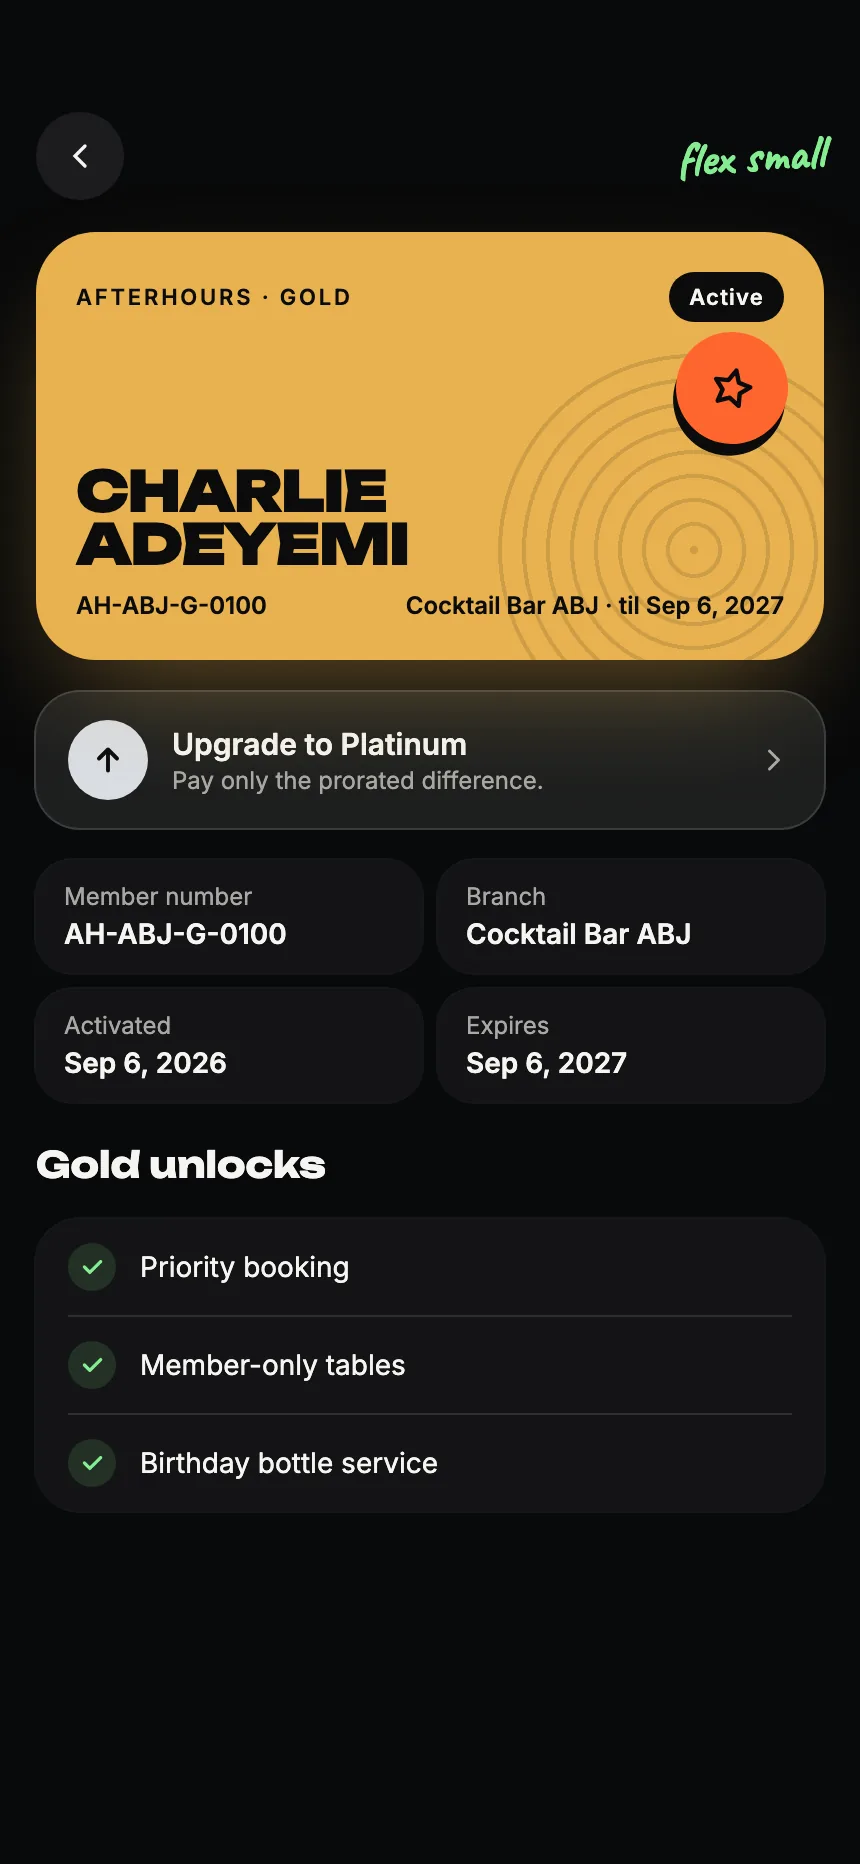 flex small
AFTERHOURS · GOLD
Active
CHARLIE
ADEYEMI
AH-ABJ-G-0100
Cocktail Bar ABJ · til Sep 6, 2027
Upgrade to Platinum
Pay only the prorated difference.
Member number
AH-ABJ-G-0100
Branch
Cocktail Bar ABJ
Activated
Sep 6, 2026
Expires
Sep 6, 2027
Gold unlocks
Priority booking
Member-only tables
Birthday bottle service